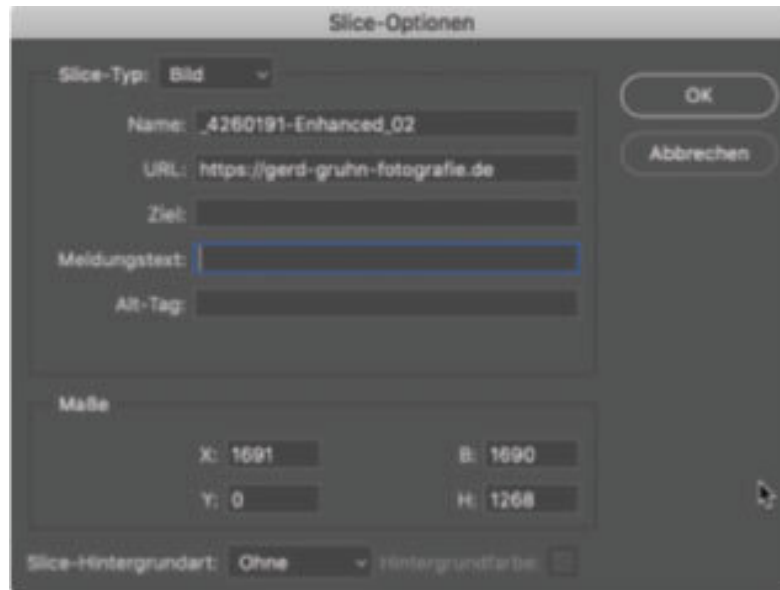 Slice-Optionen
Slice-Typ: Bild
OK
Name: _4260191-Enhanced_02
Abbrechen
URL: https://gerd-gruhn-fotografie.de
Ziel:
Meldungstext:
Alt-Tag:
Maße
X: 1691 B: 1690
Y: 0 H: 1268
Slice-Hintergrundart: Ohne Hintergrundfarbe: